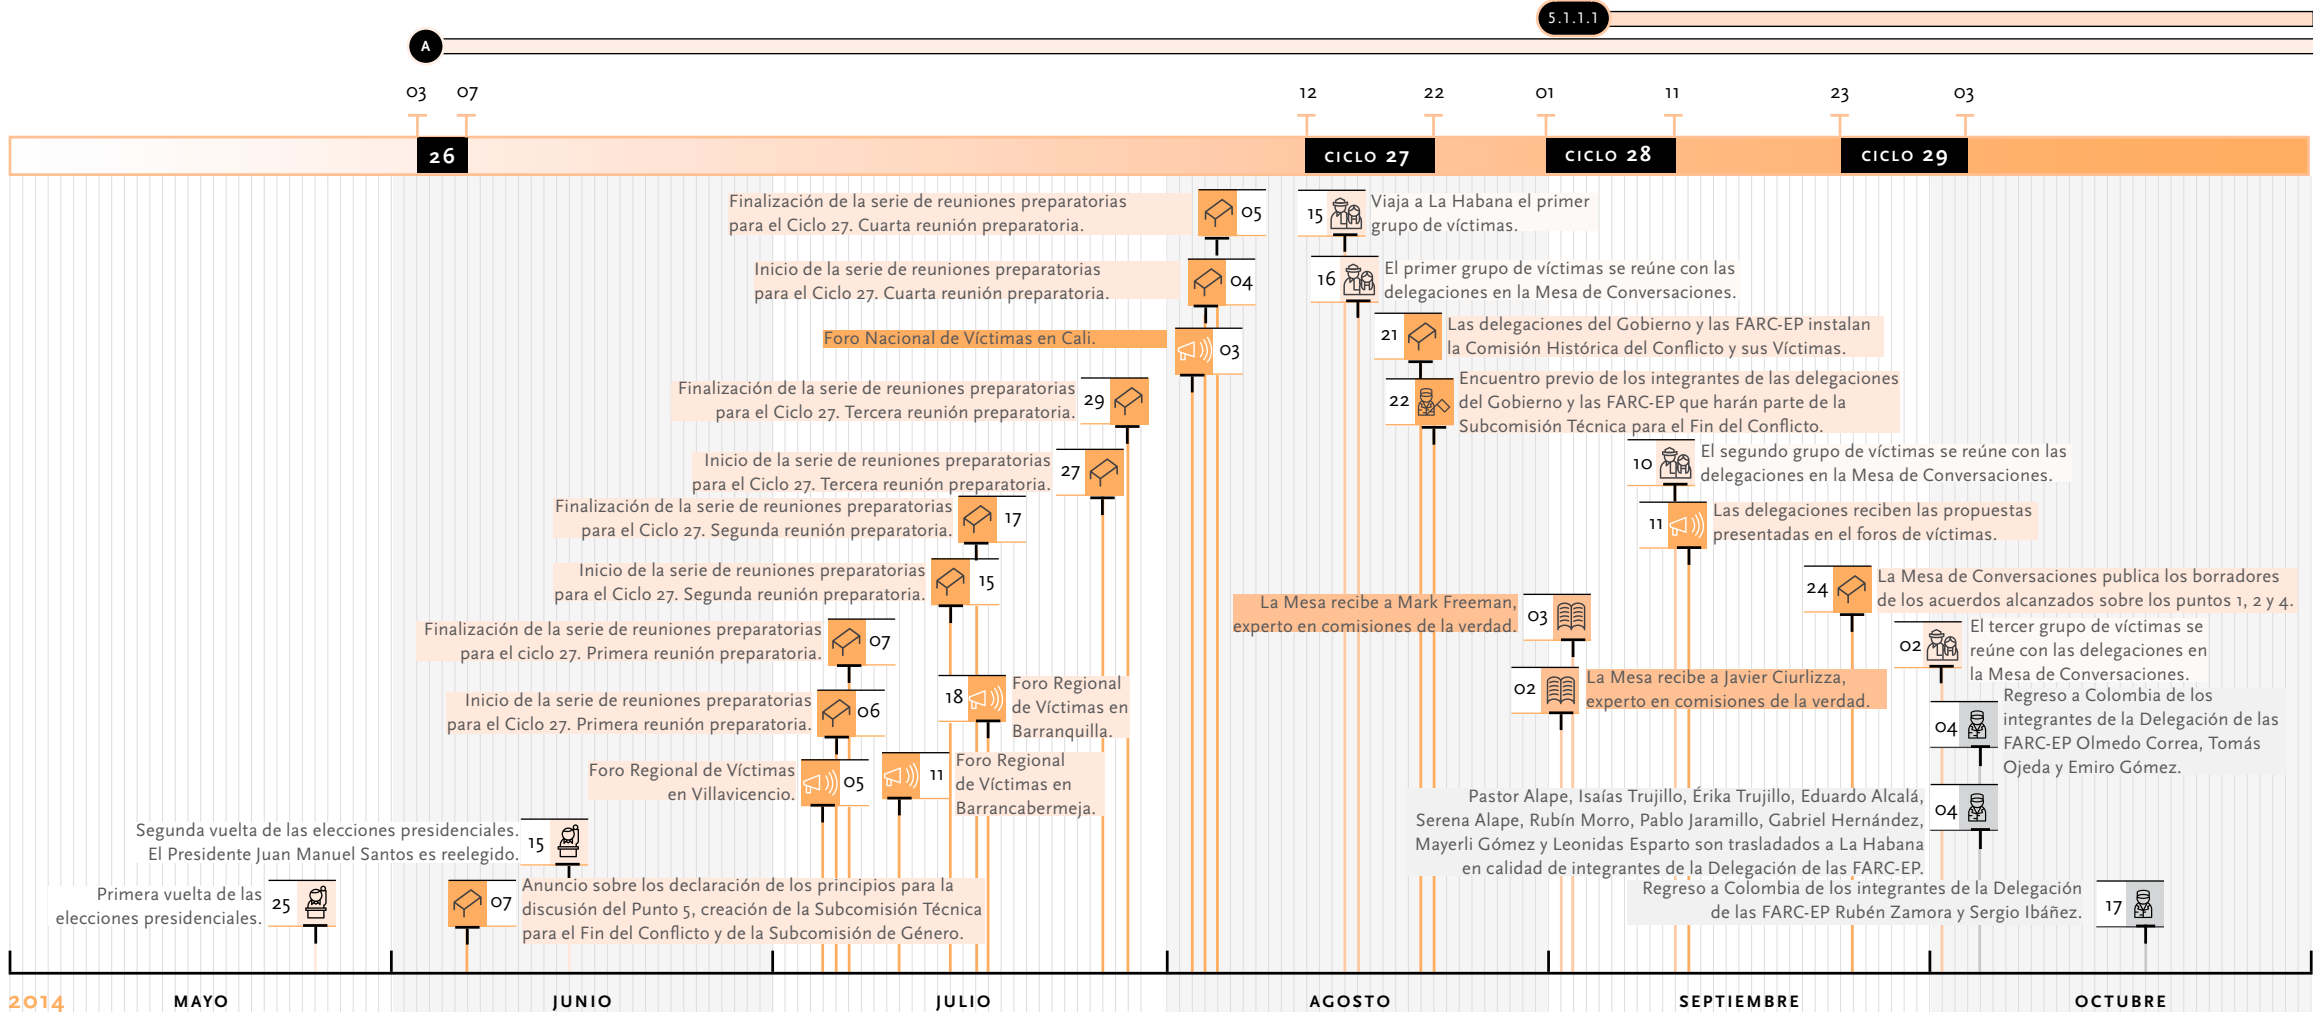 5.1.1.1
A
03 07 12 22 01 11 23 03
26
CICLO 27
CICLO 28
CICLO 29
Finalización de la serie de reuniones preparatorias
para el Ciclo 27. Cuarta reunión preparatoria.
05
15
Viaja a La Habana el primer
grupo de víctimas.
Inicio de la serie de reuniones preparatorias
para el Ciclo 27. Cuarta reunión preparatoria.
04
16
El primer grupo de víctimas se reúne con las
delegaciones en la Mesa de Conversaciones.
Foro Nacional de Víctimas en Cali.
03
21
Las delegaciones del Gobierno y las FARC-EP instalan
la Comisión Histórica del Conflicto y sus Víctimas.
Finalización de la serie de reuniones preparatorias
para el Ciclo 27. Tercera reunión preparatoria.
29
22
Encuentro previo de los integrantes de las delegaciones
del Gobierno y las FARC-EP que harán parte de la
Subcomisión Técnica para el Fin del Conflicto.
Inicio de la serie de reuniones preparatorias
para el Ciclo 27. Tercera reunión preparatoria.
27
10
El segundo grupo de víctimas se reúne con las
delegaciones en la Mesa de Conversaciones.
Finalización de la serie de reuniones preparatorias
para el Ciclo 27. Segunda reunión preparatoria.
17
11
Las delegaciones reciben las propuestas
presentadas en el foros de víctimas.
Inicio de la serie de reuniones preparatorias
para el Ciclo 27. Segunda reunión preparatoria.
15
24
La Mesa de Conversaciones publica los borradores
de los acuerdos alcanzados sobre los puntos 1, 2 y 4.
La Mesa recibe a Mark Freeman,
experto en comisiones de la verdad.
03
Finalización de la serie de reuniones preparatorias
para el ciclo 27. Primera reunión preparatoria.
07
02
El tercer grupo de víctimas se
reúne con las delegaciones en
la Mesa de Conversaciones.
Inicio de la serie de reuniones preparatorias
para el Ciclo 27. Primera reunión preparatoria.
06
18
Foro Regional
de Víctimas en
Barranquilla.
02
La Mesa recibe a Javier Ciurlizza,
experto en comisiones de la verdad.
04
Regreso a Colombia de los
integrantes de la Delegación de las
FARC-EP Olmedo Correa, Tomás
Ojeda y Emiro Gómez.
Foro Regional de Víctimas
en Villavicencio.
05
11
Foro Regional
de Víctimas en
Barrancabermeja.
Pastor Alape, Isaías Trujillo, Érika Trujillo, Eduardo Alcalá,
Serena Alape, Rubín Morro, Pablo Jaramillo, Gabriel Hernández,
Mayerli Gómez y Leonidas Esparto son trasladados a La Habana
en calidad de integrantes de la Delegación de las FARC-EP.
04
Segunda vuelta de las elecciones presidenciales.
El Presidente Juan Manuel Santos es reelegido.
15
Primera vuelta de las
elecciones presidenciales.
25
07
Anuncio sobre los declaración de los principios para la
discusión del Punto 5, creación de la Subcomisión Técnica
para el Fin del Conflicto y de la Subcomisión de Género.
Regreso a Colombia de los integrantes de la Delegación
de las FARC-EP Rubén Zamora y Sergio Ibáñez.
17
2014 MAYO JUNIO JULIO AGOSTO SEPTIEMBRE OCTUBRE